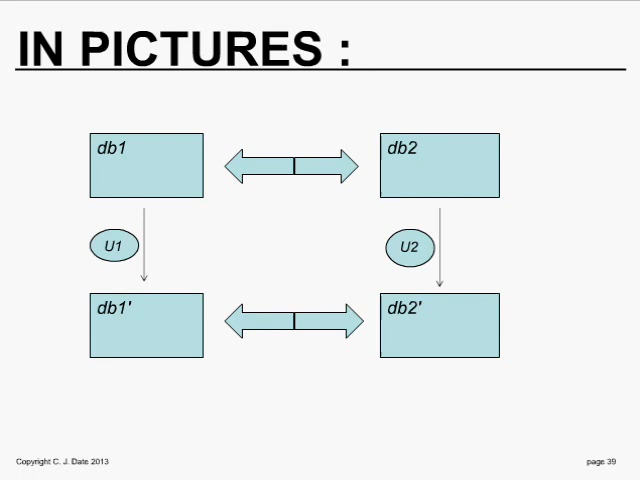 IN PICTURES :
db1
db2
U1
U2
db1'
db2'
Copyright C. J. Date 2013
page 39